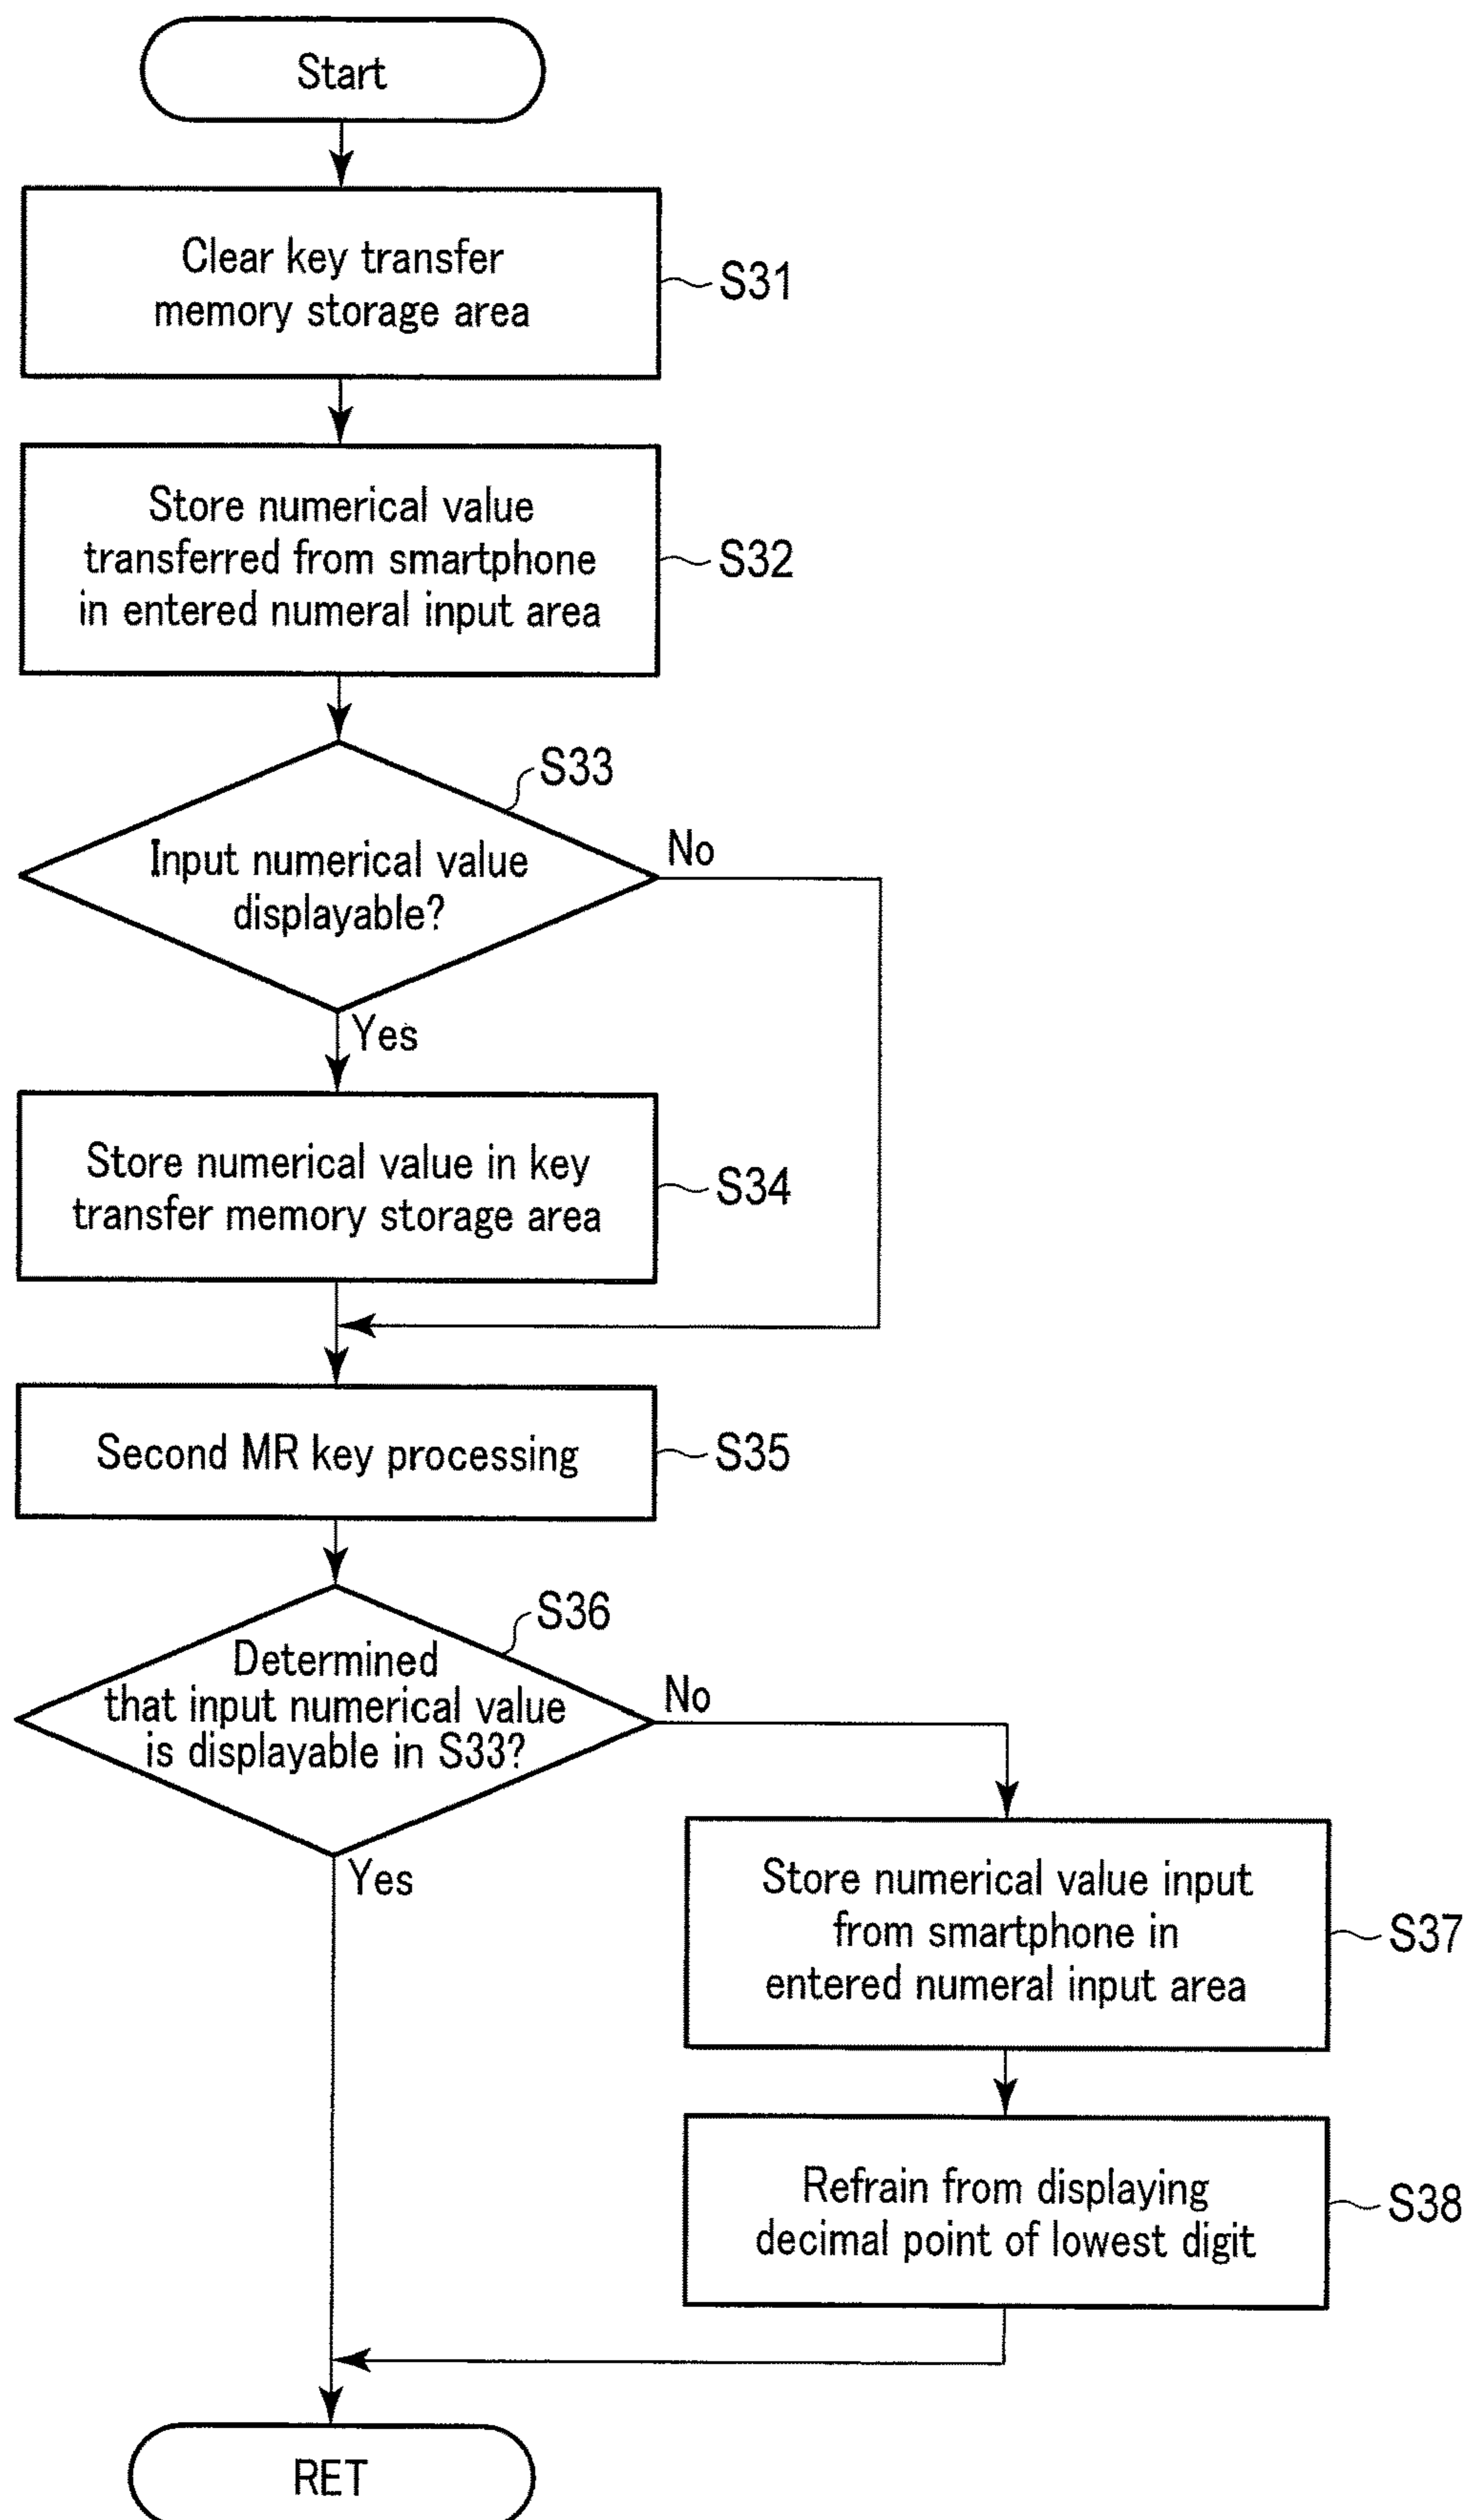 Start
Clear key transfer
memory storage area
S31
Store numerical value
transferred from smartphone
in entered numeral input area
S32
S33
Input numerical value
displayable?
No
Yes
Store numerical value in key
transfer memory storage area
S34
Second MR key processing
S35
S36
Determined
that input numerical value
is displayable in S33?
No
Yes
Store numerical value input
from smartphone in
entered numeral input area
S37
Refrain from displaying
decimal point of lowest digit
S38
RET